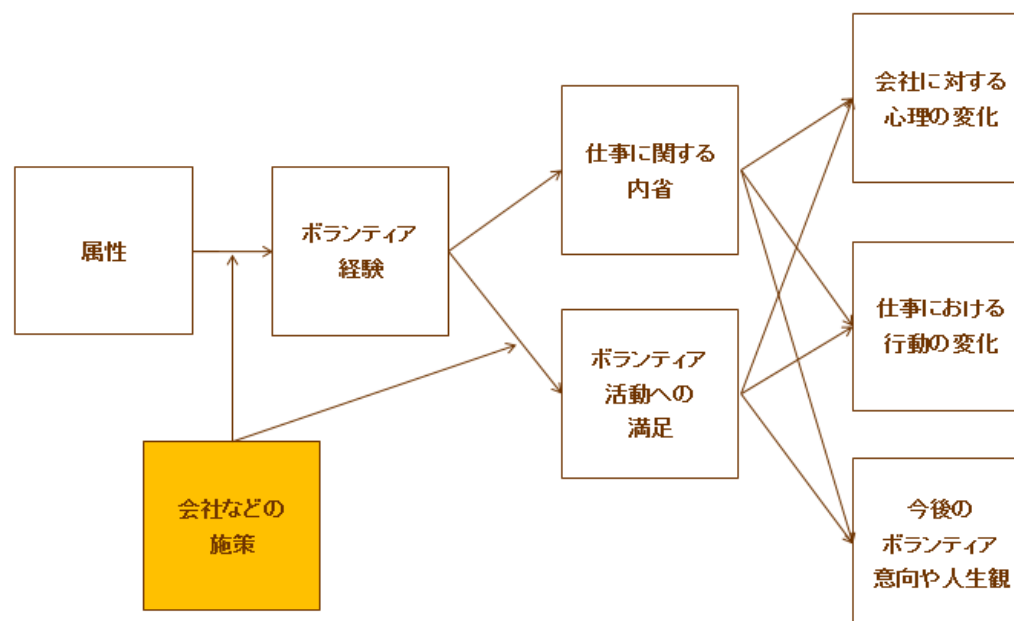 属性
ボランティア
経験
会社などの
施策
仕事に関する
内省
ボランティア
活動への
満足
会社に対する
心理の変化
仕事における
行動の変化
今後の
ボランティア
意向や人生観